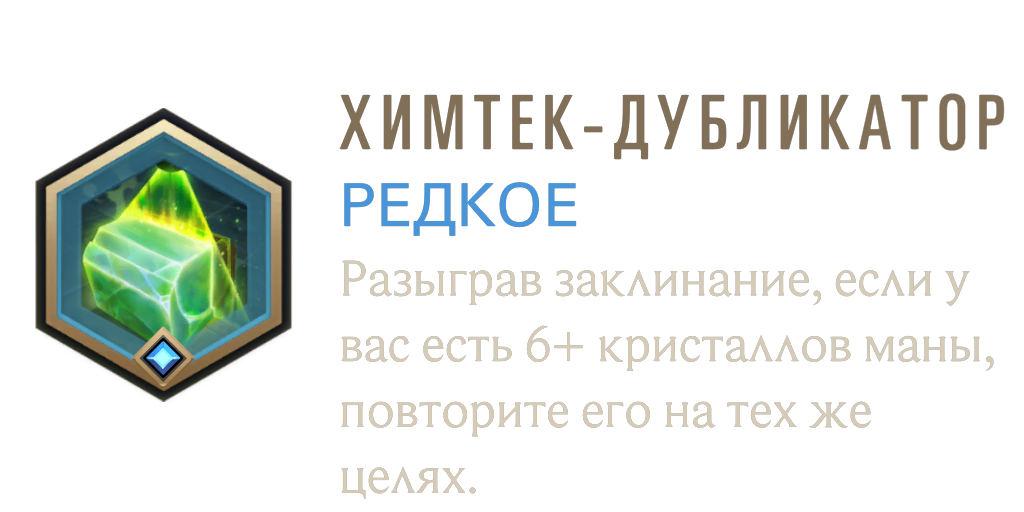 ХИМТЕК-ДУБЛИКАТОР
РЕДКОЕ
Разыграв заклинание, если у
вас есть 6+ кристаллов маны,
повторите его на тех же
целях.